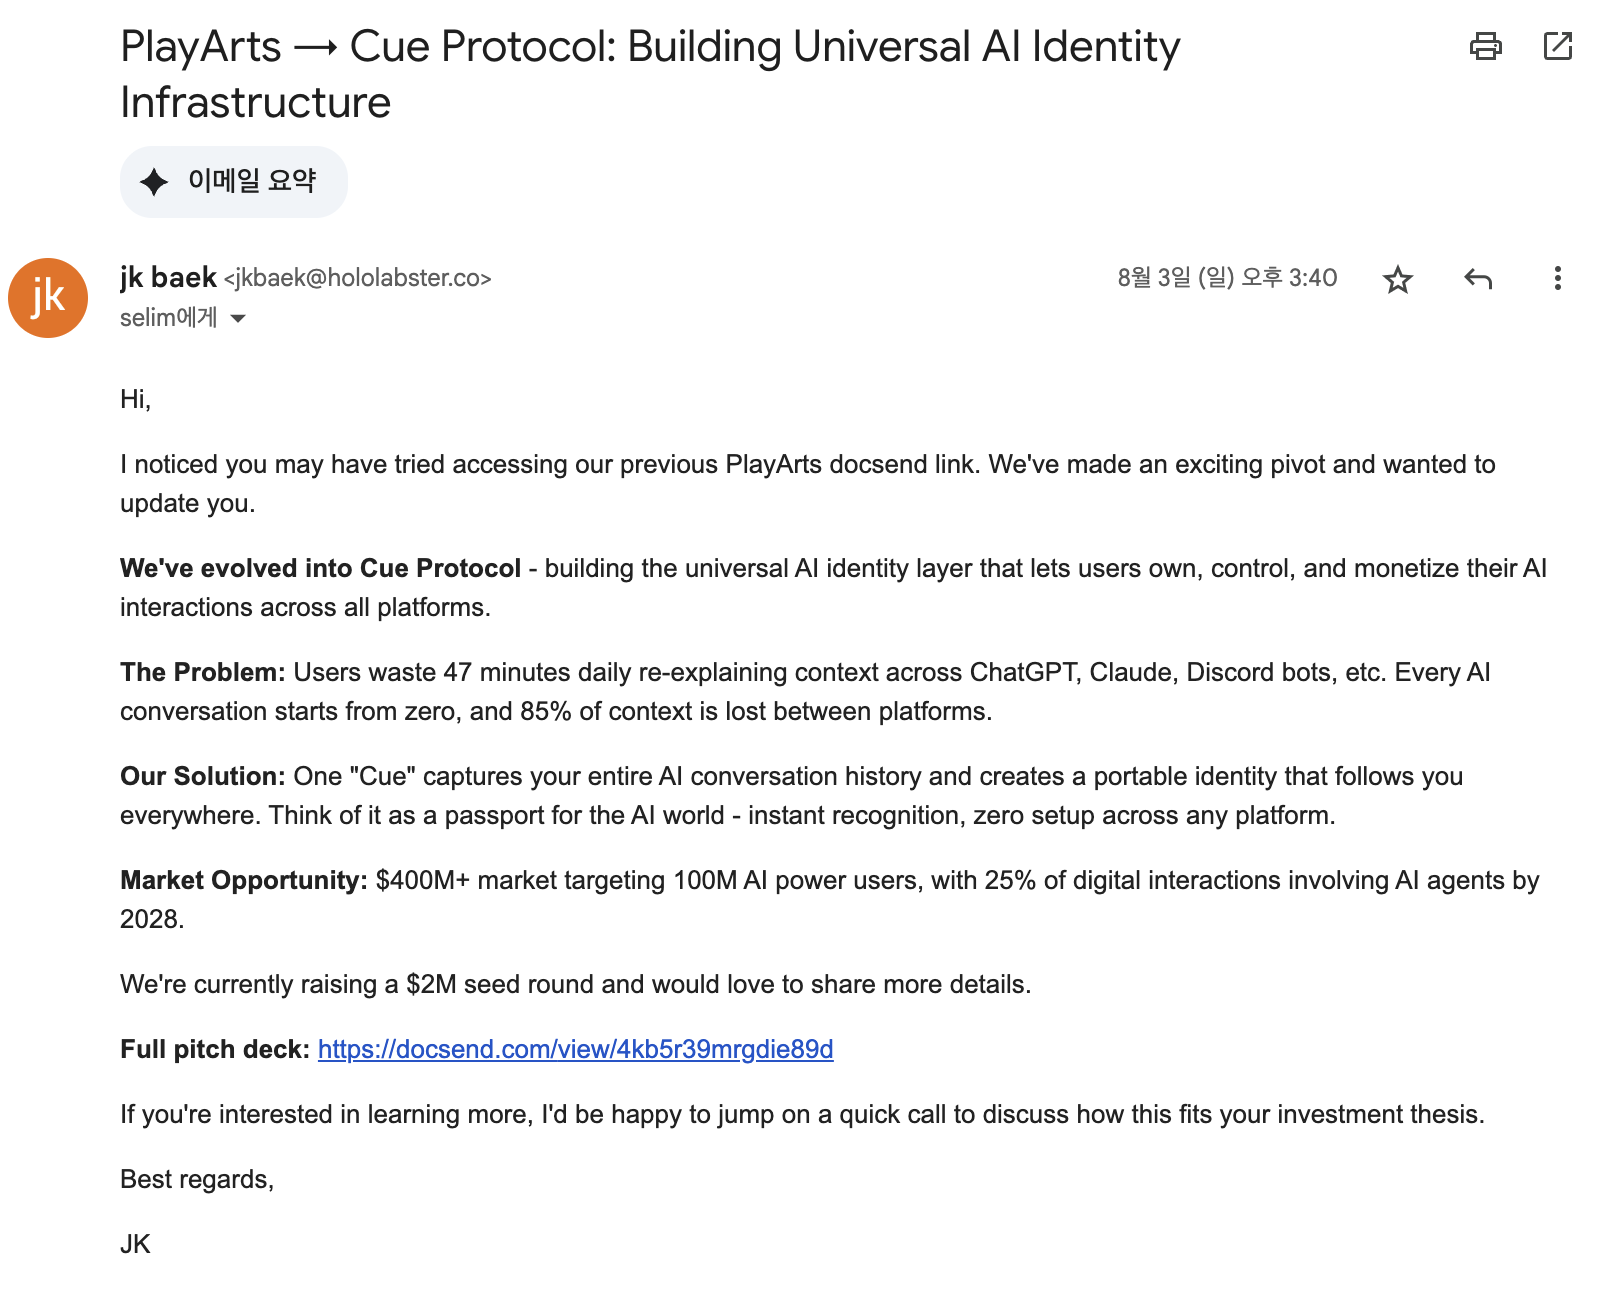 PlayArts → Cue Protocol: Building Universal AI Identity
Infrastructure
이메일 요약
jk
jk baek <jkbaek@hololabster.co>
8월 3일 (일) 오후 3:40
selim에게
Hi,
I noticed you may have tried accessing our previous PlayArts docsend link. We've made an exciting pivot and wanted to
update you.
We've evolved into Cue Protocol - building the universal AI identity layer that lets users own, control, and monetize their AI
interactions across all platforms.
The Problem: Users waste 47 minutes daily re-explaining context across ChatGPT, Claude, Discord bots, etc. Every AI
conversation starts from zero, and 85% of context is lost between platforms.
Our Solution: One "Cue" captures your entire AI conversation history and creates a portable identity that follows you
everywhere. Think of it as a passport for the AI world - instant recognition, zero setup across any platform.
Market Opportunity: $400M+ market targeting 100M AI power users, with 25% of digital interactions involving AI agents by
2028.
We're currently raising a $2M seed round and would love to share more details.
Full pitch deck: https://docsend.com/view/4kb5r39mrgdie89d
If you're interested in learning more, I'd be happy to jump on a quick call to discuss how this fits your investment thesis.
Best regards,
JK